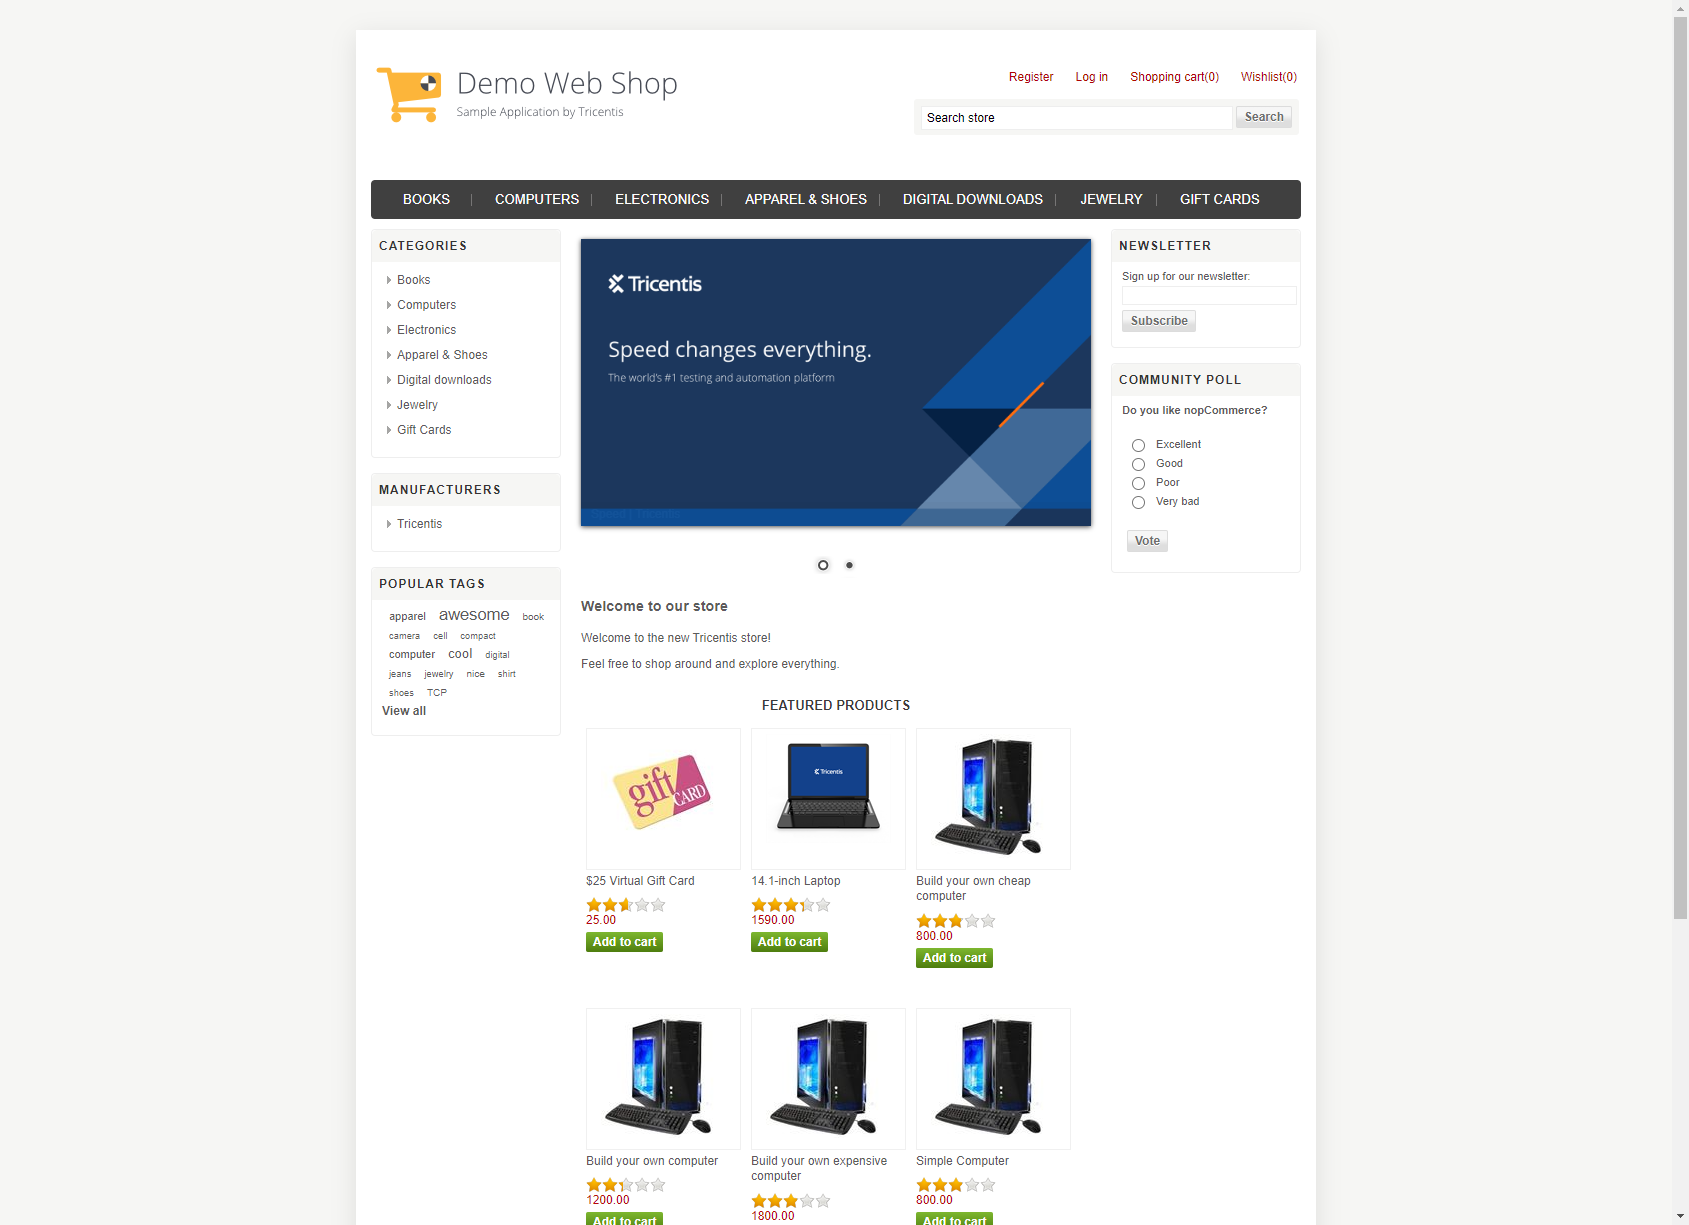 Demo Web Shop
Sample Application by Tricentis
Register Log in Shopping cart(0) Wishlist(0)
Search store Search
BOOKS COMPUTERS ELECTRONICS APPAREL & SHOES DIGITAL DOWNLOADS JEWELRY GIFT CARDS
CATEGORIES
Books
Computers
Electronics
Apparel & Shoes
Digital downloads
Jewelry
Gift Cards
MANUFACTURERS
Tricentis
POPULAR TAGS
apparel awesome book
camera cell compact
computer cool digital
jeans jewelry nice shirt
shoes TCP
View all
Tricentis
Speed changes everything.
The world's #1 testing and automation platform
Welcome to our store
Welcome to the new Tricentis store!
Feel free to shop around and explore everything.
FEATURED PRODUCTS
gift CARD
$25 Virtual Gift Card
25.00
Add to cart
Tricentis
14.1-inch Laptop
1590.00
Add to cart
Build your own cheap
computer
800.00
Add to cart
Build your own computer
1200.00
Add to cart
Build your own expensive
computer
1800.00
Simple Computer
800.00
Add to cart
NEWSLETTER
Sign up for our newsletter:
Subscribe
COMMUNITY POLL
Do you like nopCommerce?
Excellent
Good
Poor
Very bad
Vote